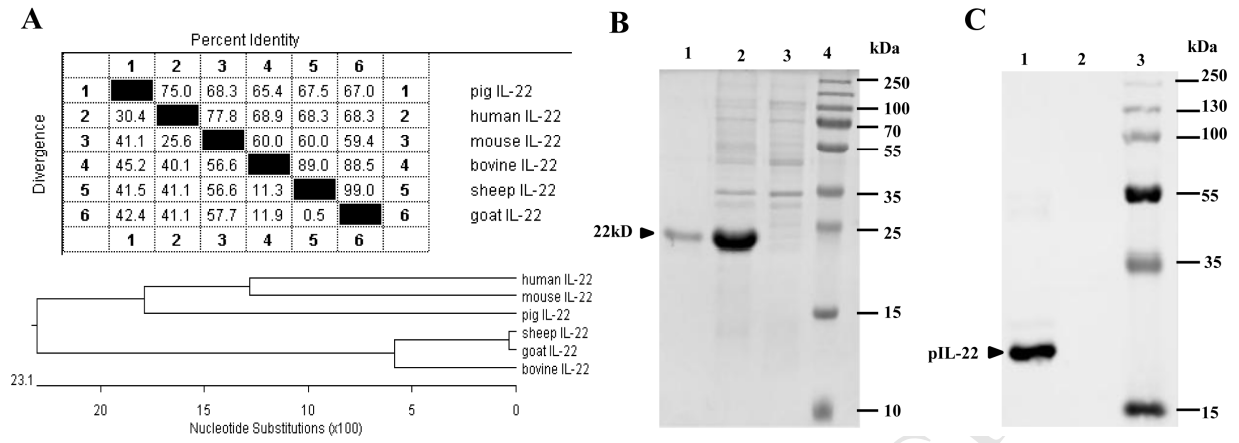 A
Percent Identity
1 2 3 4 5 6
1 75.0 68.3 65.4 67.5 67.0 1 pig IL-22
2 30.4 77.8 68.9 68.3 68.3 2 human IL-22
3 41.1 25.6 60.0 60.0 59.4 3 mouse IL-22
4 45.2 40.1 56.6 89.0 88.5 4 bovine IL-22
5 41.5 41.1 56.6 11.3 99.0 5 sheep IL-22
6 42.4 41.1 57.7 11.9 0.5 6 goat IL-22
1 2 3 4 5 6
Divergence
human IL-22
mouse IL-22
pig IL-22
sheep IL-22
goat IL-22
bovine IL-22
23.1
20 15 10 5 0
Nucleotide Substitutions (x100)
B
1 2 3 4 kDa
250
100
70
55
35
25
15
10
22kD
C
1 2 3 kDa
250
130
100
55
35
15
pIL-22